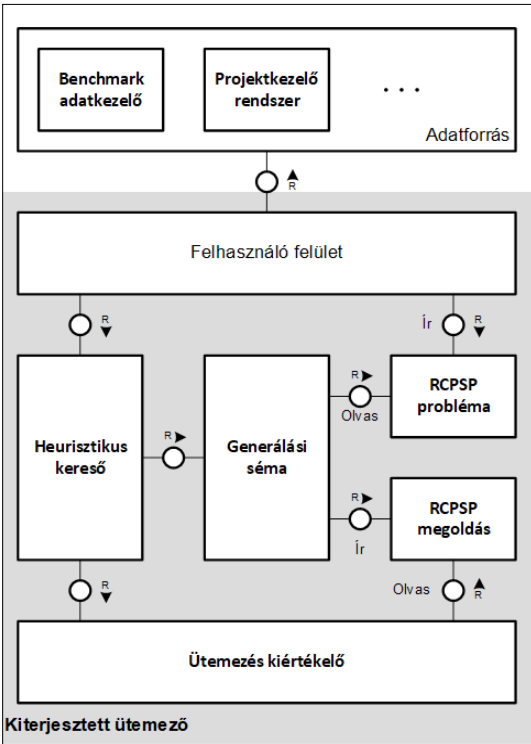 Benchmark
adatkezelő
Projektkezelő
rendszer
. . .
Adatforrás
R
Felhasználó felület
R
Ír
R
Heurisztikus
kereső
R
Generálási
séma
R
Olvas
RCPSP
probléma
R
Ír
RCPSP
megoldás
R
Olvas
R
Ütemezés kiértékelő
Kiterjesztett ütemező